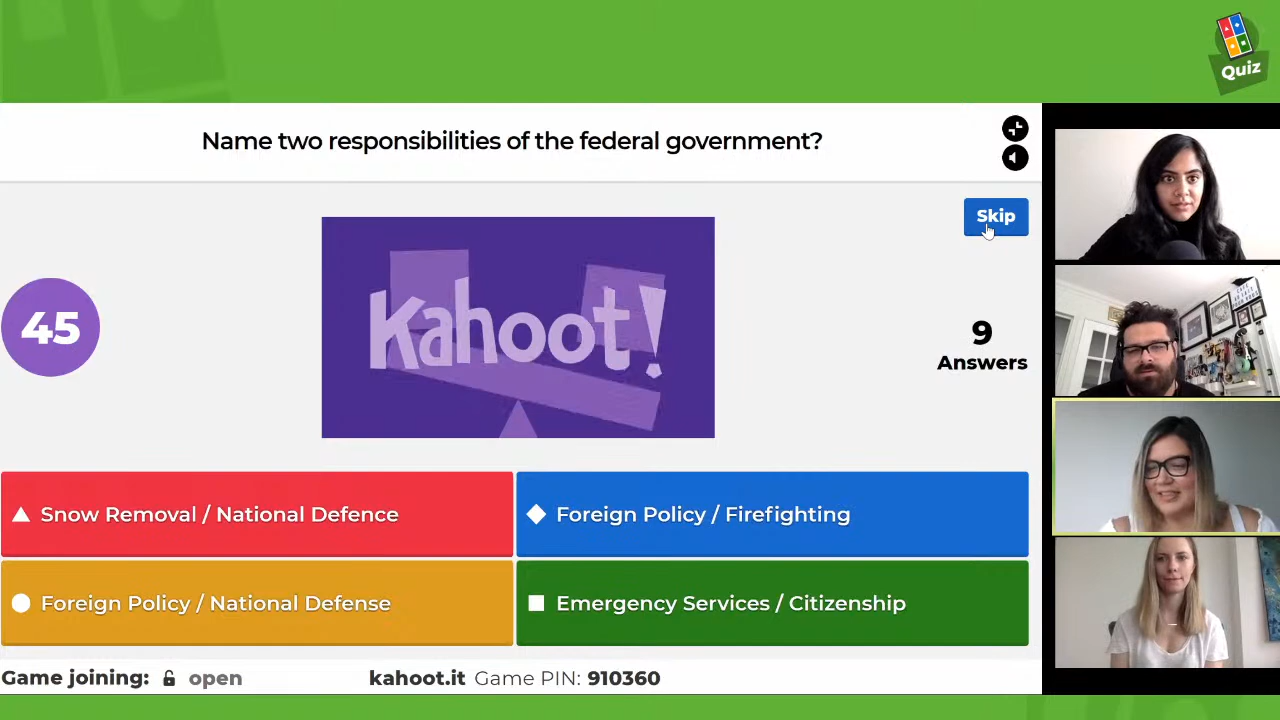 Quiz
Name two responsibilities of the federal government?
Skip
Kahoot!
45
9
Answers
Snow Removal / National Defence
Foreign Policy / Firefighting
Foreign Policy / National Defense
Emergency Services / Citizenship
Game joining: open
kahoot.it Game PIN: 910360